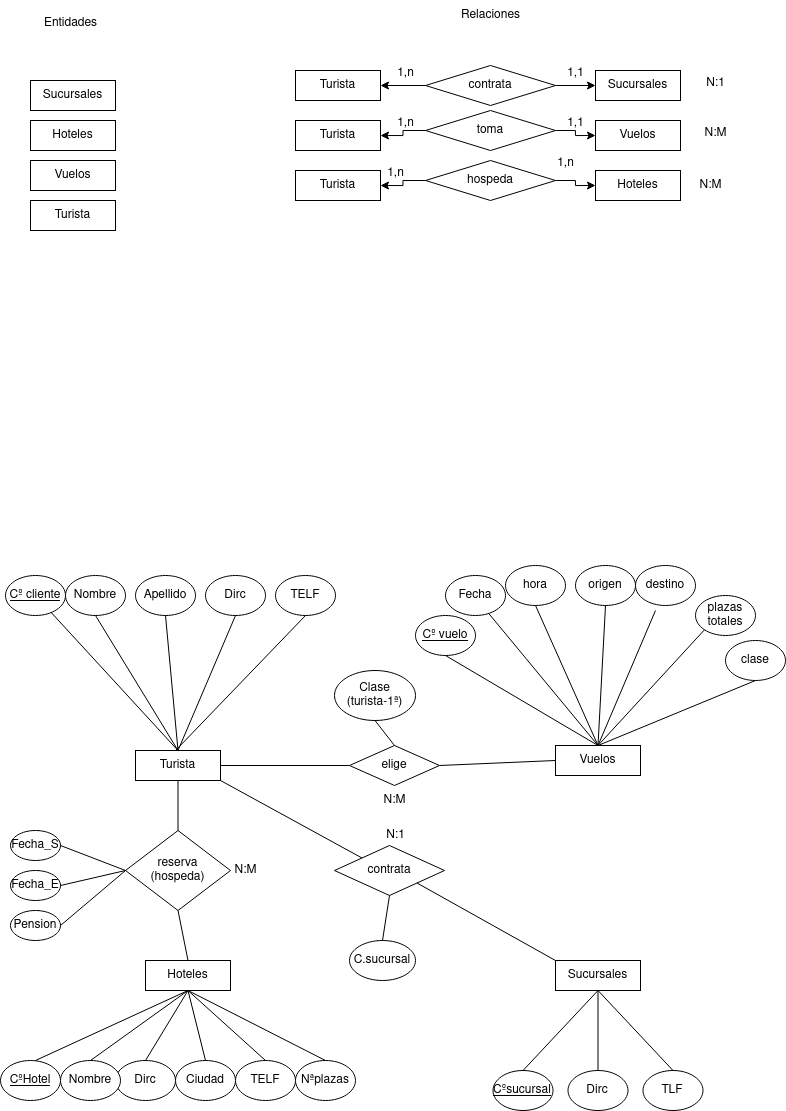 Entidades
Relaciones
Sucursales
Hoteles
Vuelos
Turista
Turista
1,n
contrata
1,1
Sucursales
N:1
Turista
1,n
toma
1,1
Vuelos
N:M
Turista
1,n
hospeda
1,n
Hoteles
N:M
Cº cliente
Nombre
Apellido
Dirc
TELF
Cº vuelo
Fecha
hora
origen
destino
plazas
totales
clase
Clase
(turista-1ª)
Turista
elige
Vuelos
N:M
N:1
Fecha_S
Fecha_E
Pension
reserva
(hospeda)
N:M
contrata
C.sucursal
Hoteles
Sucursales
CºHotel
Nombre
Dirc
Ciudad
TELF
Nªplazas
Cºsucursal
Dirc
TLF